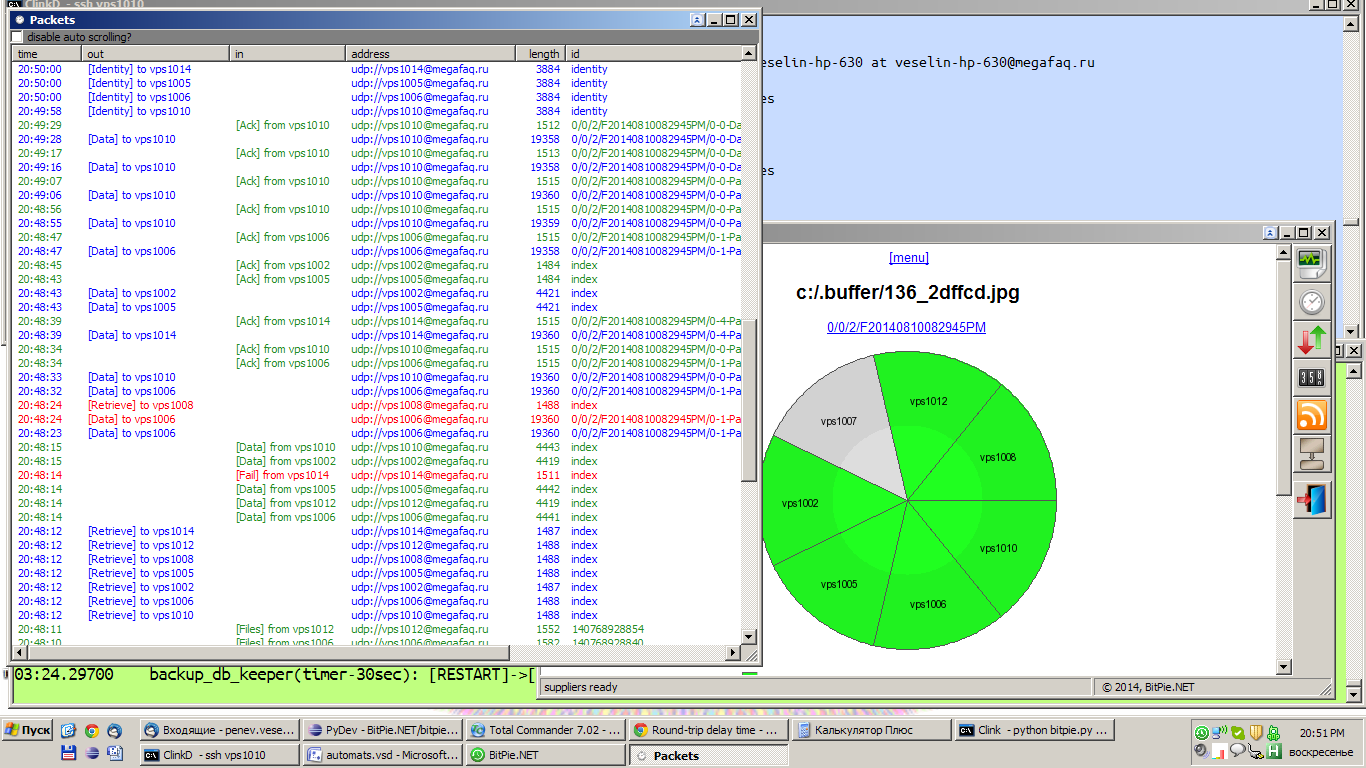 ClinkD - ssh vps1010
Packets
disable auto scrolling?
time out in address length id
20:50:00 [Identity] to vps1014 udp://vps1014@megafaq.ru 3884 identity
20:50:00 [Identity] to vps1005 udp://vps1005@megafaq.ru 3884 identity
20:50:00 [Identity] to vps1006 udp://vps1006@megafaq.ru 3884 identity
20:49:58 [Identity] to vps1010 udp://vps1010@megafaq.ru 3884 identity
20:49:29 [Ack] from vps1010 udp://vps1010@megafaq.ru 1512 0/0/2/F20140810082945PM/0-0-Da
20:49:28 [Data] to vps1010 udp://vps1010@megafaq.ru 19358 0/0/2/F20140810082945PM/0-0-Da
20:49:17 [Ack] from vps1010 udp://vps1010@megafaq.ru 1513 0/0/2/F20140810082945PM/0-0-Da
20:49:16 [Data] to vps1010 udp://vps1010@megafaq.ru 19358 0/0/2/F20140810082945PM/0-0-Da
20:49:07 [Ack] from vps1010 udp://vps1010@megafaq.ru 1515 0/0/2/F20140810082945PM/0-0-Pa
20:49:06 [Data] to vps1010 udp://vps1010@megafaq.ru 19360 0/0/2/F20140810082945PM/0-0-Pa
20:48:56 [Ack] from vps1010 udp://vps1010@megafaq.ru 1515 0/0/2/F20140810082945PM/0-0-Pa
20:48:55 [Data] to vps1010 udp://vps1010@megafaq.ru 19359 0/0/2/F20140810082945PM/0-0-Pa
20:48:47 [Ack] from vps1006 udp://vps1006@megafaq.ru 1515 0/0/2/F20140810082945PM/0-1-Pa
20:48:47 [Data] to vps1006 udp://vps1006@megafaq.ru 19358 0/0/2/F20140810082945PM/0-1-Pa
20:48:45 [Ack] from vps1002 udp://vps1002@megafaq.ru 1484 index
20:48:43 [Ack] from vps1005 udp://vps1005@megafaq.ru 1484 index
20:48:43 [Data] to vps1002 udp://vps1002@megafaq.ru 4421 index
20:48:43 [Data] to vps1005 udp://vps1005@megafaq.ru 4421 index
20:48:39 [Ack] from vps1014 udp://vps1014@megafaq.ru 1515 0/0/2/F20140810082945PM/0-4-Pa
20:48:39 [Data] to vps1014 udp://vps1014@megafaq.ru 19360 0/0/2/F20140810082945PM/0-4-Pa
20:48:34 [Ack] from vps1010 udp://vps1010@megafaq.ru 1515 0/0/2/F20140810082945PM/0-0-Pa
20:48:34 [Ack] from vps1006 udp://vps1006@megafaq.ru 1515 0/0/2/F20140810082945PM/0-1-Pa
20:48:33 [Data] to vps1010 udp://vps1010@megafaq.ru 19360 0/0/2/F20140810082945PM/0-0-Pa
20:48:32 [Data] to vps1006 udp://vps1006@megafaq.ru 19360 0/0/2/F20140810082945PM/0-1-Pa
20:48:24 [Retrieve] to vps1008 udp://vps1008@megafaq.ru 1488 index
20:48:24 [Data] to vps1006 udp://vps1006@megafaq.ru 19360 0/0/2/F20140810082945PM/0-1-Pa
20:48:23 [Data] to vps1006 udp://vps1006@megafaq.ru 19360 0/0/2/F20140810082945PM/0-1-Pa
20:48:15 [Data] from vps1010 udp://vps1010@megafaq.ru 4443 index
20:48:15 [Data] from vps1002 udp://vps1002@megafaq.ru 4419 index
20:48:14 [Fail] from vps1014 udp://vps1014@megafaq.ru 1511 index
20:48:14 [Data] from vps1005 udp://vps1005@megafaq.ru 4442 index
20:48:14 [Data] from vps1012 udp://vps1012@megafaq.ru 4419 index
20:48:14 [Data] from vps1006 udp://vps1006@megafaq.ru 4441 index
20:48:12 [Retrieve] to vps1014 udp://vps1014@megafaq.ru 1487 index
20:48:12 [Retrieve] to vps1012 udp://vps1012@megafaq.ru 1488 index
20:48:12 [Retrieve] to vps1008 udp://vps1008@megafaq.ru 1488 index
20:48:12 [Retrieve] to vps1005 udp://vps1005@megafaq.ru 1488 index
20:48:12 [Retrieve] to vps1002 udp://vps1002@megafaq.ru 1487 index
20:48:12 [Retrieve] to vps1006 udp://vps1006@megafaq.ru 1488 index
20:48:12 [Retrieve] to vps1010 udp://vps1010@megafaq.ru 1488 index
20:48:11 [Files] from vps1012 udp://vps1012@megafaq.ru 1552 140768928854
20:48:10 [Files] from vps1006 udp://vps1006@megafaq.ru 1582 140768928840
eselin-hp-630 at veselin-hp-630@megafaq.ru
es
es
[menu]
c:/.buffer/136_2dffcd.jpg
0/0/2/F20140810082945PM
vps1012
vps1007
vps1008
vps1002
vps1010
vps1005
vps1006
03:24.29700 backup_db_keeper(timer-30sec): [RESTART]->[
suppliers ready
© 2014, BitPie.NET
Пуск
Входящие - penev.vese...
PyDev - BitPie.NET/bitpie...
Total Commander 7.02 - ...
Round-trip delay time - ...
Калькулятор Плюс
Clink - python bitpie.py ...
20:51 PM
ClinkD - ssh vps1010
automats.vsd - Microsoft...
BitPie.NET
Packets
воскресенье